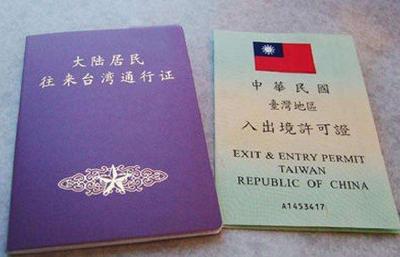 大陆居民
往来台湾通行证
中華民國
臺灣地區
入出境許可證
EXIT & ENTRY PERMIT
TAIWAN
REPUBLIC OF CHINA
A1453417